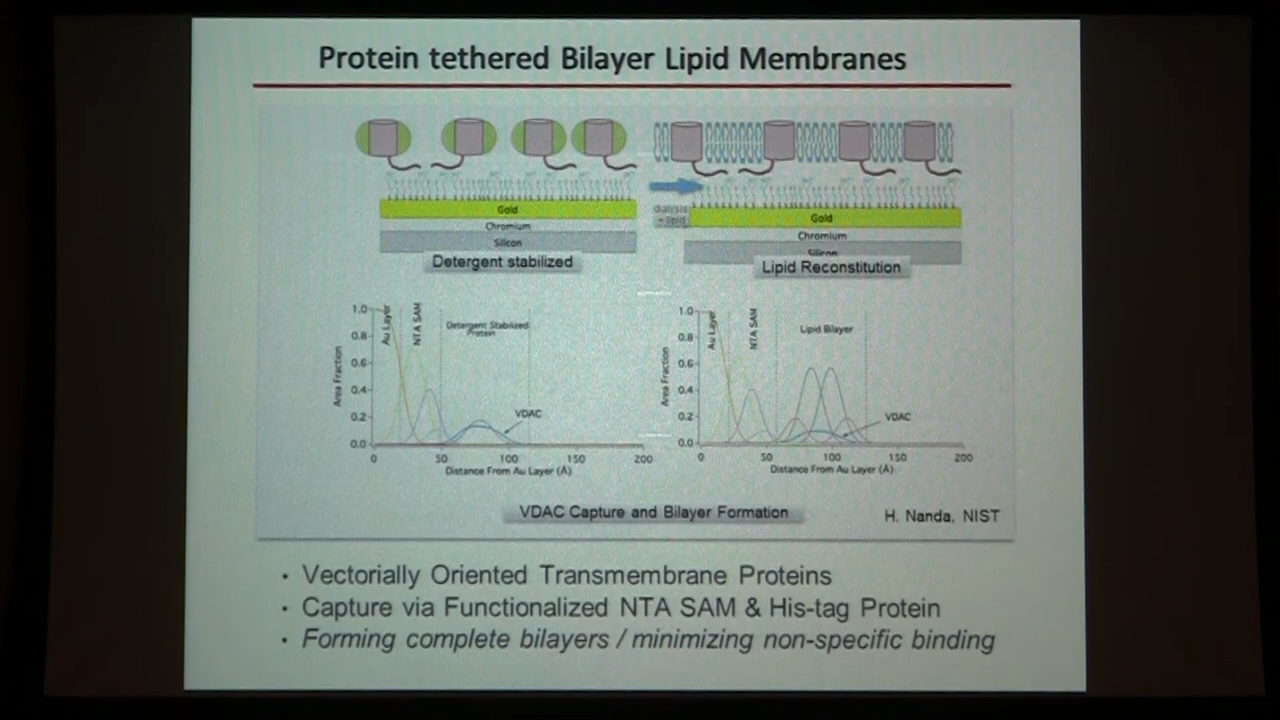 Protein tethered Bilayer Lipid Membranes
Gold
Chromium
Silicon
Detergent stabilized
dialysis
+ lipid
Gold
Chromium
Silicon
Lipid Reconstitution
Area Fraction
1.0
0.8
0.6
0.4
0.2
0.0
Au Layer
NTA SAM
Detergent Stabilized
Protein
VDAC
0 50 100 150 200
Distance From Au Layer (Å)
Area Fraction
1.0
0.8
0.6
0.4
0.2
0.0
Au Layer
NTA SAM
Lipid Bilayer
VDAC
0 50 100 150 200
Distance From Au Layer (Å)
VDAC Capture and Bilayer Formation
H. Nanda, NIST
· Vectorially Oriented Transmembrane Proteins
· Capture via Functionalized NTA SAM & His-tag Protein
· Forming complete bilayers / minimizing non-specific binding